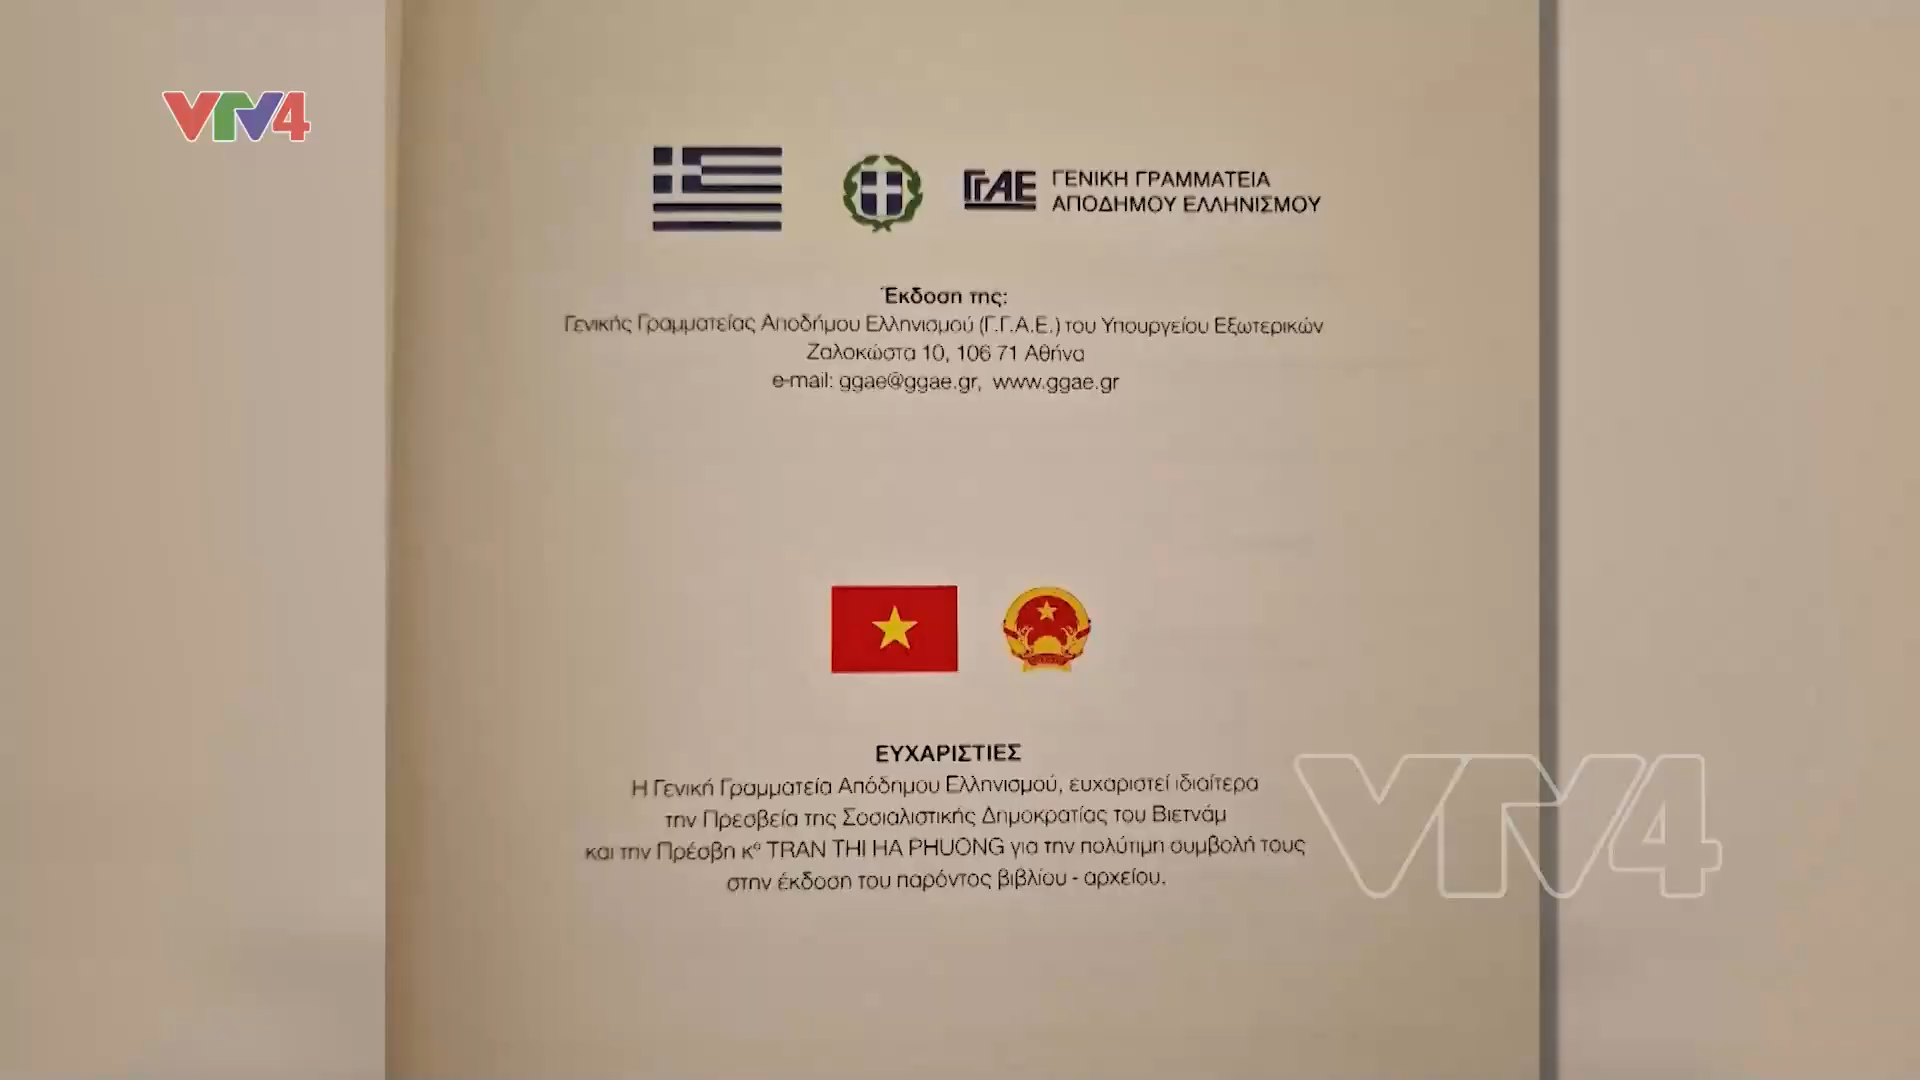 VTV4
ΓΓΑΕ ΓΕΝΙΚΗ ΓΡΑΜΜΑΤΕΙΑ
ΑΠΟΔΗΜΟΥ ΕΛΛΗΝΙΣΜΟΥ
Έκδοση της:
Γενικής Γραμματείας Αποδήμου Ελληνισμού (Γ.Γ.Α.Ε.) του Υπουργείου Εξωτερικών
Ζαλοκώστα 10, 106 71 Αθήνα
e-mail: ggae@ggae.gr, www.ggae.gr
ΕΥΧΑΡΙΣΤΙΕΣ
Η Γενική Γραμματεία Απόδημου Ελληνισμού, ευχαριστεί ιδιαίτερα
την Πρεσβεία της Σοσιαλιστικής Δημοκρατίας του Βιετνάμ
και την Πρέσβη κᵅ TRAN THI HA PHUONG για την πολύτιμη συμβολή τους
στην έκδοση του παρόντος βιβλίου - αρχείου.
VTV4